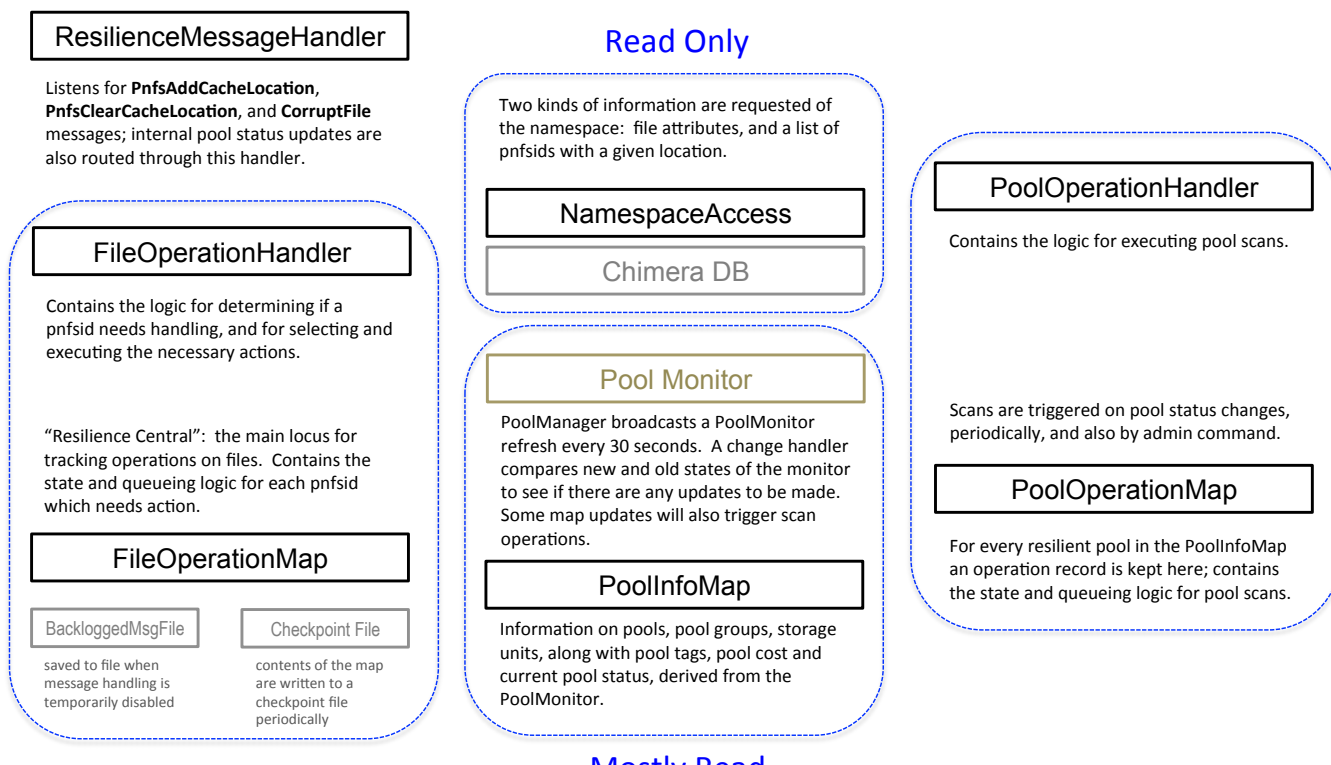 ResilienceMessageHandler
Listens for PnfsAddCacheLocation,
PnfsClearCacheLocation, and CorruptFile
messages; internal pool status updates are
also routed through this handler.
FileOperationHandler
Contains the logic for determining if a
pnfsid needs handling, and for selecting and
executing the necessary actions.
“Resilience Central”: the main locus for
tracking operations on files. Contains the
state and queueing logic for each pnfsid
which needs action.
FileOperationMap
BackloggedMsgFile
saved to file when
message handling is
temporarily disabled
Checkpoint File
contents of the map
are written to a
checkpoint file
periodically
Read Only
Two kinds of information are requested of
the namespace: file attributes, and a list of
pnfsids with a given location.
NamespaceAccess
Chimera DB
Pool Monitor
PoolManager broadcasts a PoolMonitor
refresh every 30 seconds. A change handler
compares new and old states of the monitor
to see if there are any updates to be made.
Some map updates will also trigger scan
operations.
PoolInfoMap
Information on pools, pool groups, storage
units, along with pool tags, pool cost and
current pool status, derived from the
PoolMonitor.
Mostly Read
PoolOperationHandler
Contains the logic for executing pool scans.
Scans are triggered on pool status changes,
periodically, and also by admin command.
PoolOperationMap
For every resilient pool in the PoolInfoMap
an operation record is kept here; contains
the state and queueing logic for pool scans.